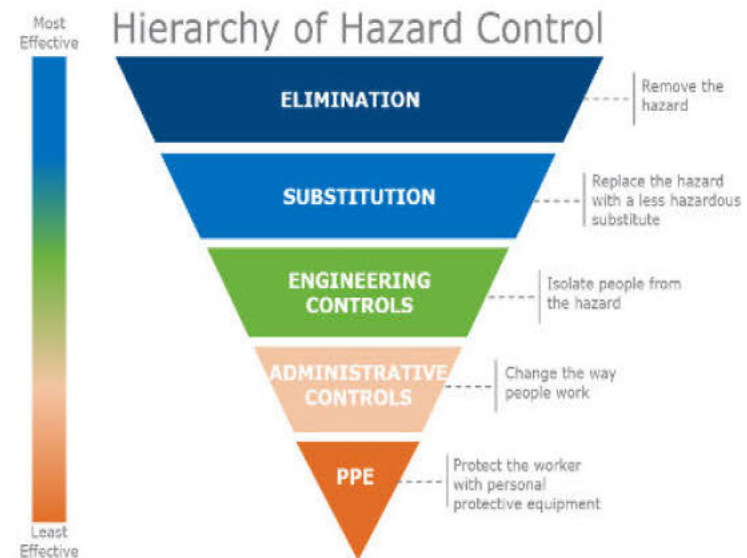 Most
Effective
Hierarchy of Hazard Control
ELIMINATION
Remove the
hazard
SUBSTITUTION
Replace the hazard
with a less hazardous
substitute
ENGINEERING
CONTROLS
Isolate people from
the hazard
ADMINISTRATIVE
CONTROLS
Change the way
people work
PPE
Protect the worker
with personal
protective equipment
Least
Effective